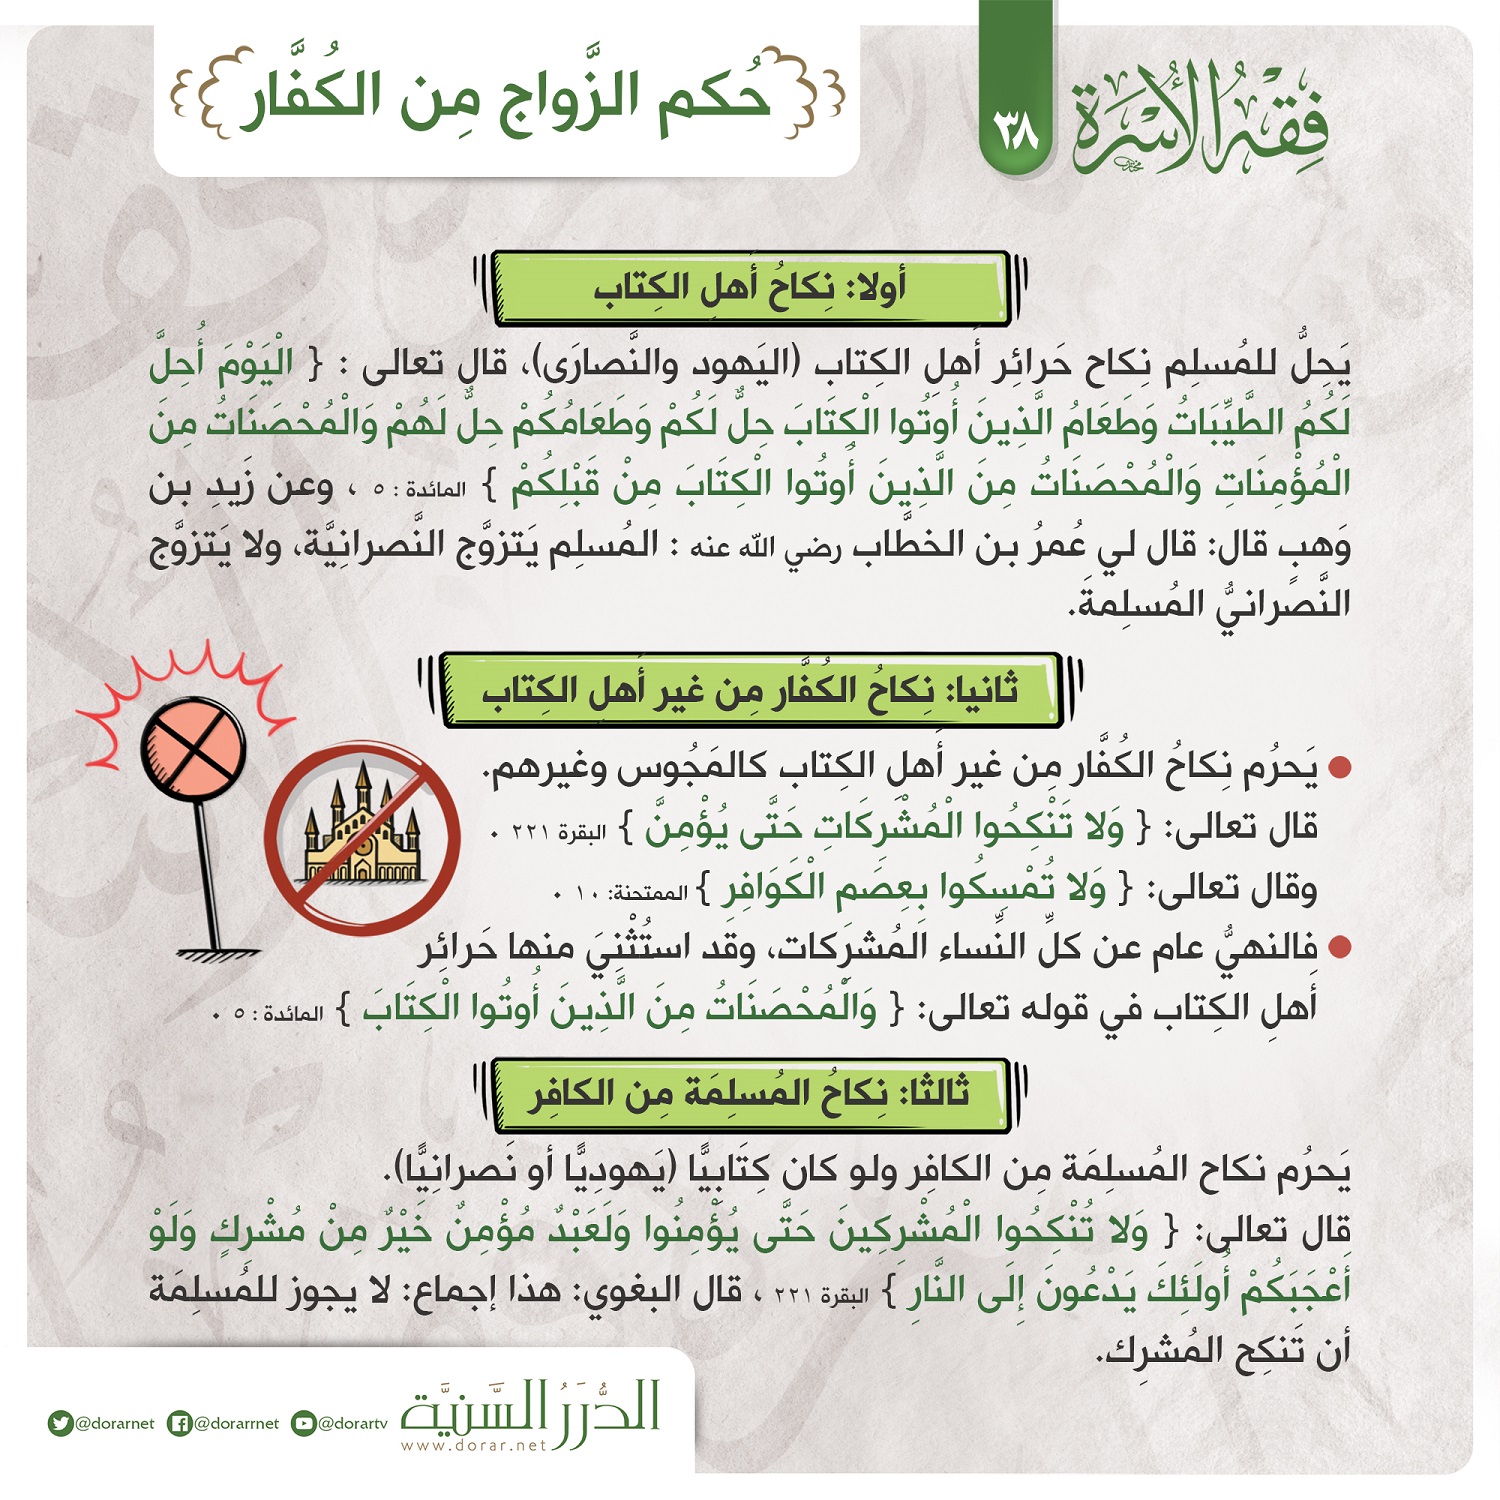 فِقْهُ الأُسْرَة
٣٨
حُكم الزَّواج مِن الكُفَّار
أولا: نِكاحُ أهلِ الكِتاب
يَحِلُّ للمُسلِم نِكاح حَرائِر أهلِ الكِتاب (اليَهود والنَّصارَى)، قال تعالى : { الْيَوْمَ أُحِلَّ
لَكُمُ الطَّيِّبَاتُ وَطَعَامُ الَّذِينَ أُوتُوا الْكِتَابَ حِلٌّ لَكُمْ وَطَعَامُكُمْ حِلٌّ لَهُمْ وَالْمُحْصَنَاتُ مِنَ
الْمُؤْمِنَاتِ وَالْمُحْصَنَاتُ مِنَ الَّذِينَ أُوتُوا الْكِتَابَ مِنْ قَبْلِكُمْ } المائدة : ٥ ، وعن زَيدِ بن
وَهبٍ قال: قال لي عُمرُ بن الخطَّاب رضي الله عنه : المُسلِم يَتزوَّج النَّصرانِيَّة، ولا يَتزوَّج
النَّصرانيُّ المُسلِمةَ.
ثانيا: نِكاحُ الكُفَّار مِن غير أَهلِ الكِتاب
يَحرُم نِكاحُ الكُفَّار مِن غير أَهلِ الكِتاب كالمَجُوس وغيرهم.
قال تعالى: { وَلا تَنْكِحُوا الْمُشْرِكَاتِ حَتَّى يُؤْمِنَّ } البقرة ٢٢١ .
وقال تعالى: { وَلا تُمْسِكُوا بِعِصَمِ الْكَوَافِرِ } الممتحنة: ١٠ .
فالنهيُّ عام عن كلِّ النِّساء المُشرَكات، وقد استُثْنِيَ منها حَرائِر
أهلِ الكِتاب في قوله تعالى: { وَالْمُحْصَنَاتُ مِنَ الَّذِينَ أُوتُوا الْكِتَابَ } المائدة : ٥ .
ثالثا: نِكاحُ المُسلِمَة مِن الكافِر
يَحرُم نكاح المُسلِمَة مِن الكافِر ولو كان كِتَابِيًّا (يَهودِيًّا أو نَصرانِيًّا).
قال تعالى: { وَلا تُنْكِحُوا الْمُشْرِكِينَ حَتَّى يُؤْمِنُوا وَلَعَبْدٌ مُؤْمِنٌ خَيْرٌ مِنْ مُشْرِكٍ وَلَوْ
أَعْجَبَكُمْ أُولَئِكَ يَدْعُونَ إِلَى النَّارِ } البقرة ٢٢١ ، قال البغوي: هذا إجماع: لا يجوز للمُسلِمَة
أن تَنكِح المُشرِك.
الدُّرَرُ السَّنِيَّة
www.dorar.net
@dorartv @dorarrnet @dorarnet